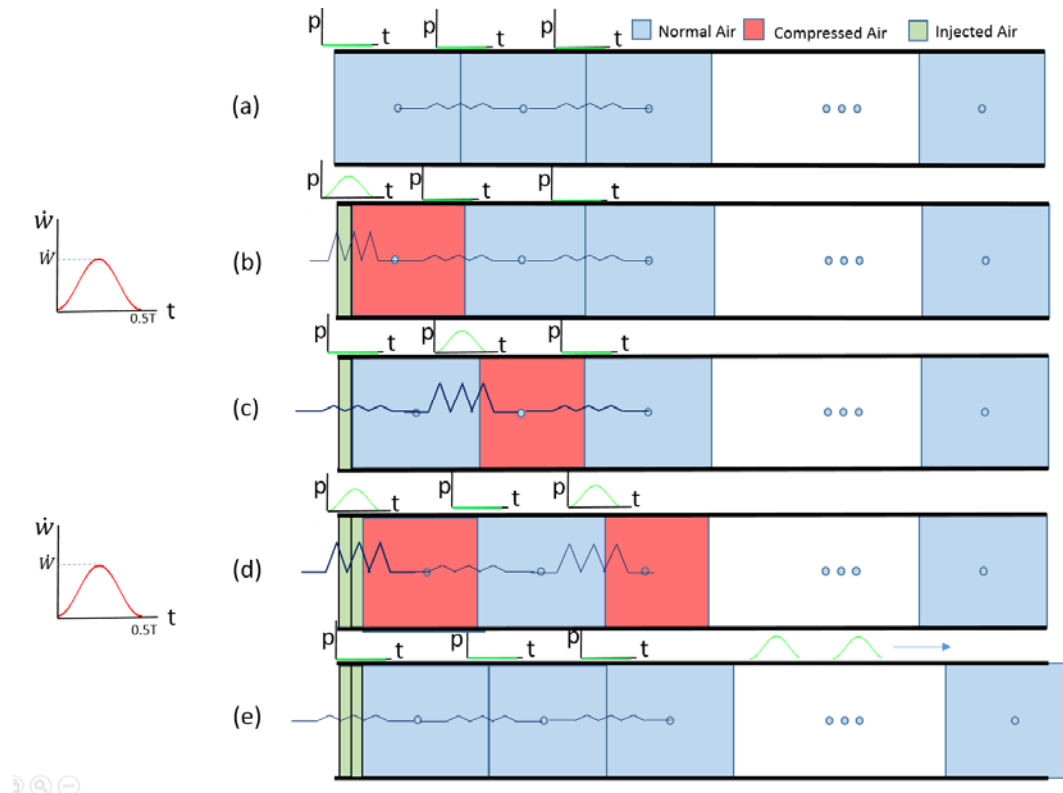 p t p t p t
Normal Air Compressed Air Injected Air
(a)
p t p t p t
ẇ
ẇ
0.5T t
(b)
p t p t p t
(c)
p t p t p t
ẇ
ẇ
0.5T t
(d)
p t p t p t
(e)